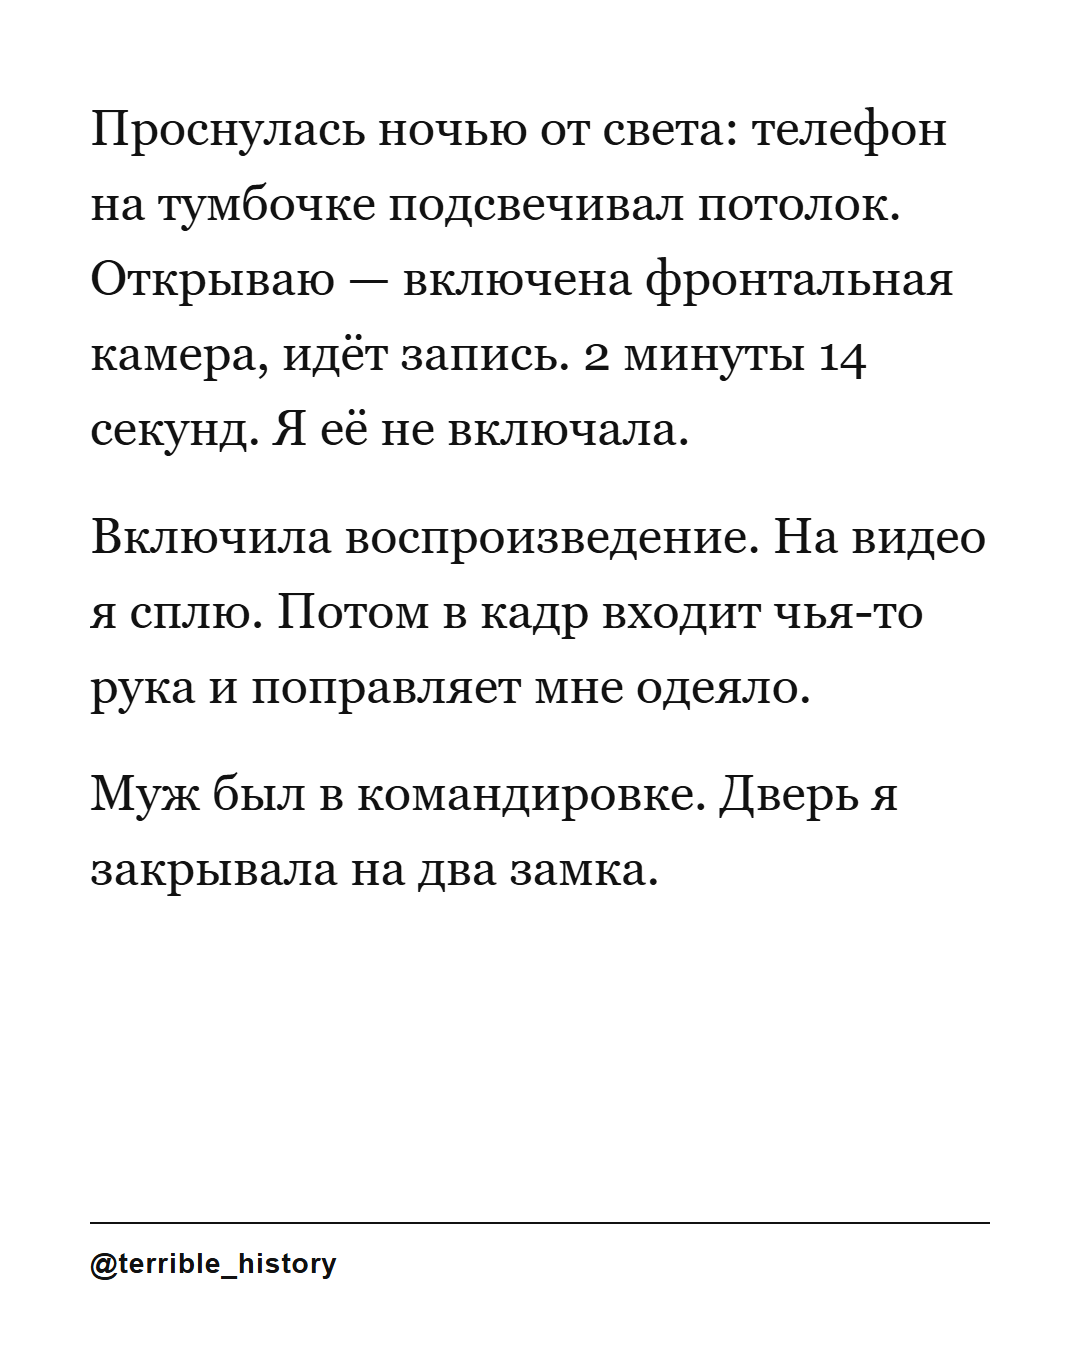 Проснулась ночью от света: телефон
на тумбочке подсвечивал потолок.
Открываю — включена фронтальная
камера, идёт запись. 2 минуты 14
секунд. Я её не включала.
Включила воспроизведение. На видео
я сплю. Потом в кадр входит чья-то
рука и поправляет мне одеяло.
Муж был в командировке. Дверь я
закрывала на два замка.
@terrible_history